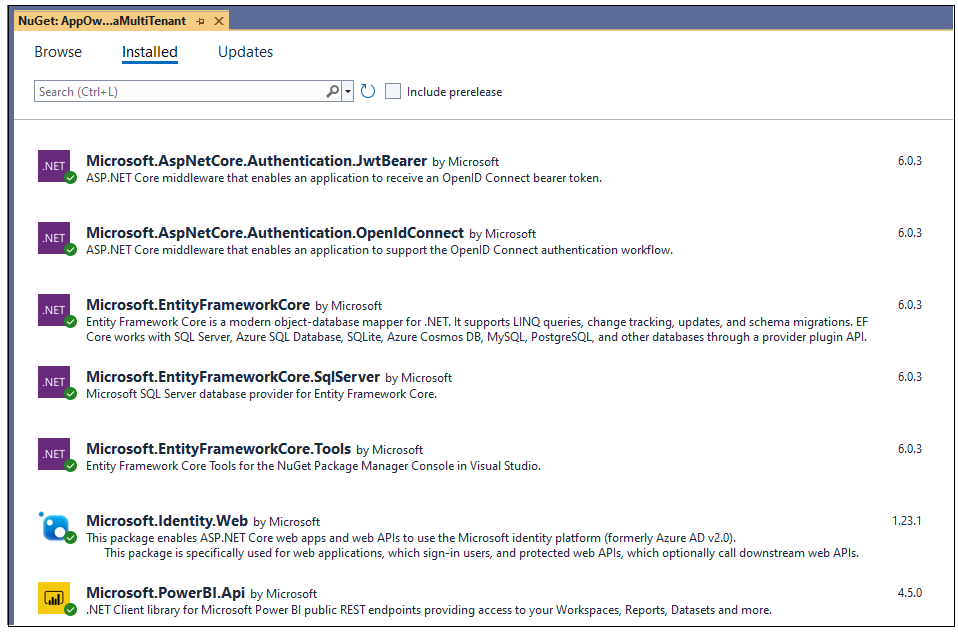 NuGet: AppOw...aMultiTenant
Browse Installed Updates
Search (Ctrl+L) Include prerelease
.NET Microsoft.AspNetCore.Authentication.JwtBearer by Microsoft 6.0.3
ASP.NET Core middleware that enables an application to receive an OpenID Connect bearer token.
.NET Microsoft.AspNetCore.Authentication.OpenIdConnect by Microsoft 6.0.3
ASP.NET Core middleware that enables an application to support the OpenID Connect authentication workflow.
.NET Microsoft.EntityFrameworkCore by Microsoft 6.0.3
Entity Framework Core is a modern object-database mapper for .NET. It supports LINQ queries, change tracking, updates, and schema migrations. EF
Core works with SQL Server, Azure SQL Database, SQLite, Azure Cosmos DB, MySQL, PostgreSQL, and other databases through a provider plugin API.
.NET Microsoft.EntityFrameworkCore.SqlServer by Microsoft 6.0.3
Microsoft SQL Server database provider for Entity Framework Core.
.NET Microsoft.EntityFrameworkCore.Tools by Microsoft 6.0.3
Entity Framework Core Tools for the NuGet Package Manager Console in Visual Studio.
Microsoft.Identity.Web by Microsoft 1.23.1
This package enables ASP.NET Core web apps and web APIs to use the Microsoft identity platform (formerly Azure AD v2.0).
This package is specifically used for web applications, which sign-in users, and protected web APIs, which optionally call downstream web APIs.
Microsoft.PowerBI.Api by Microsoft 4.5.0
.NET Client library for Microsoft Power BI public REST endpoints providing access to your Workspaces, Reports, Datasets and more.